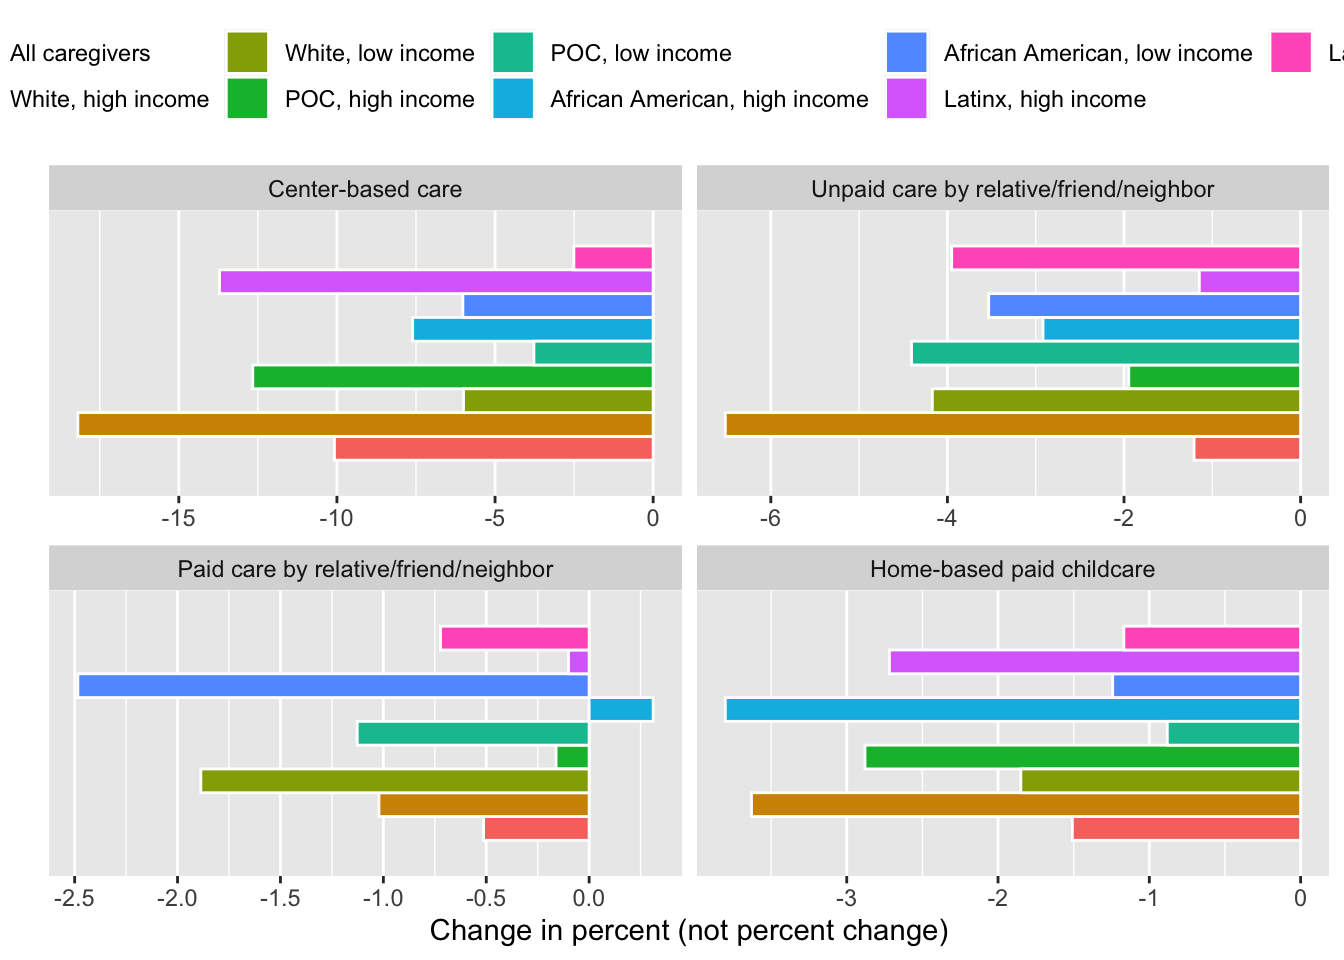 All caregivers White, low income POC, low income African American, low income
White, high income POC, high income African American, high income Latinx, high income
Center-based care Unpaid care by relative/friend/neighbor
-15 -10 -5 0 -6 -4 -2 0
Paid care by relative/friend/neighbor Home-based paid childcare
-2.5 -2.0 -1.5 -1.0 -0.5 0.0 -3 -2 -1 0
Change in percent (not percent change)